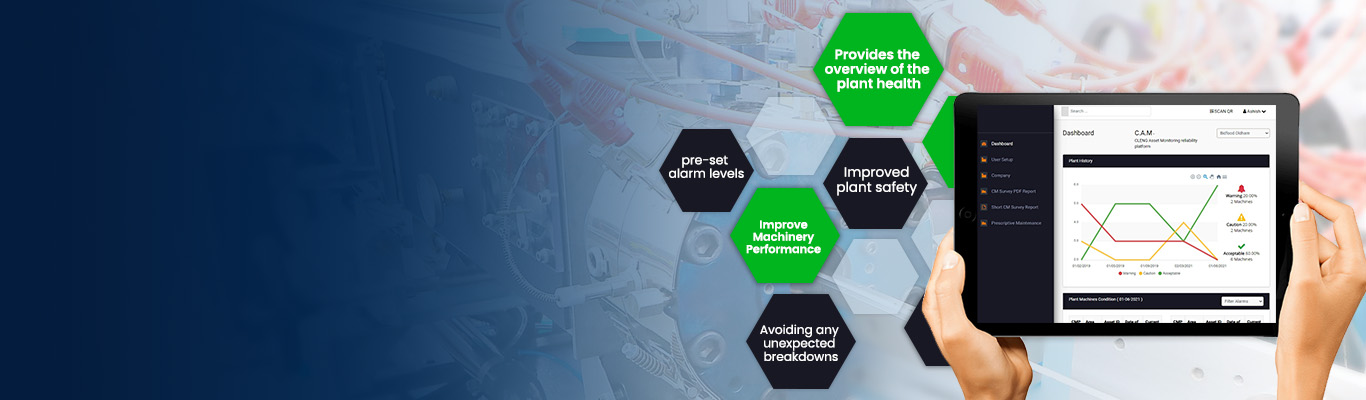 Provides the
overview of the
plant health
pre-set
alarm levels
Improved
plant safety
Improve
Machinery
Performance
Avoiding any
unexpected
breakdowns
Search ...
SCAN QR
Ashish
Dashboard
User Setup
Company
CM Survey PDF Report
Short CM Survey Report
Prescriptive Maintenance
Dashboard
C.A.M -
Asset Monitoring reliability
platform
Plant History
Warning 20.00%
2 Machines
Caution 20.00%
2 Machines
Acceptable 60.00%
6 Machines
Warning Caution Acceptable
Plant Machines Condition ( 01-06-2021 )
Filter Alarms
CMP Area Asset ID Date of Current CMP Area Asset ID Date of Current